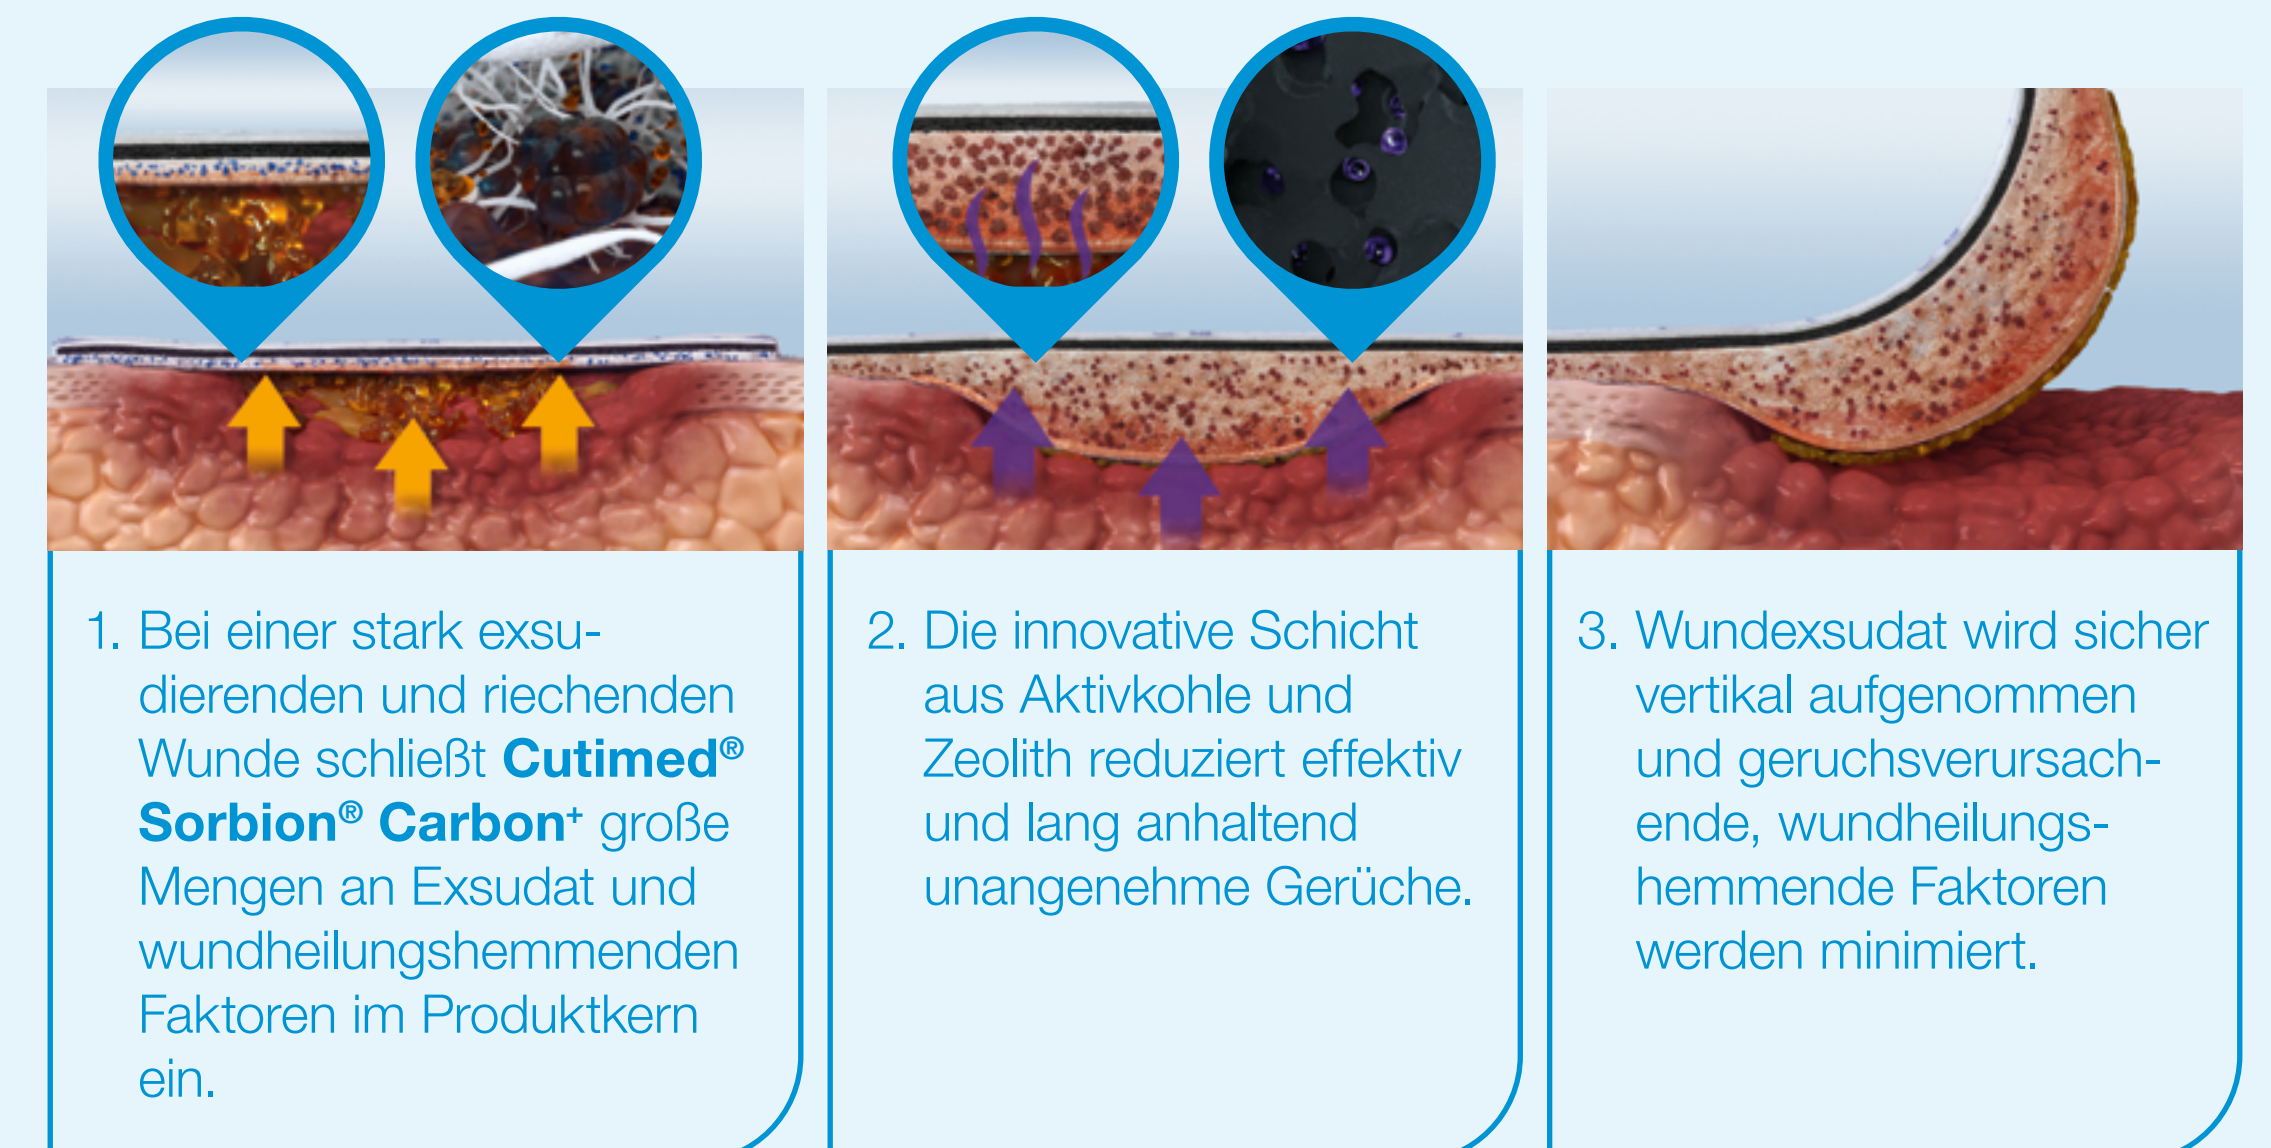 1. Bei einer stark exsu-
dierenden und riechenden
Wunde schließt Cutimed®
Sorbion® Carbon⁺ große
Mengen an Exsudat und
wundheilungshemmenden
Faktoren im Produktkern
ein.
2. Die innovative Schicht
aus Aktivkohle und
Zeolith reduziert effektiv
und lang anhaltend
unangenehme Gerüche.
3. Wundexsudat wird sicher
vertikal aufgenommen
und geruchsverursach-
ende, wundheilungs-
hemmende Faktoren
werden minimiert.